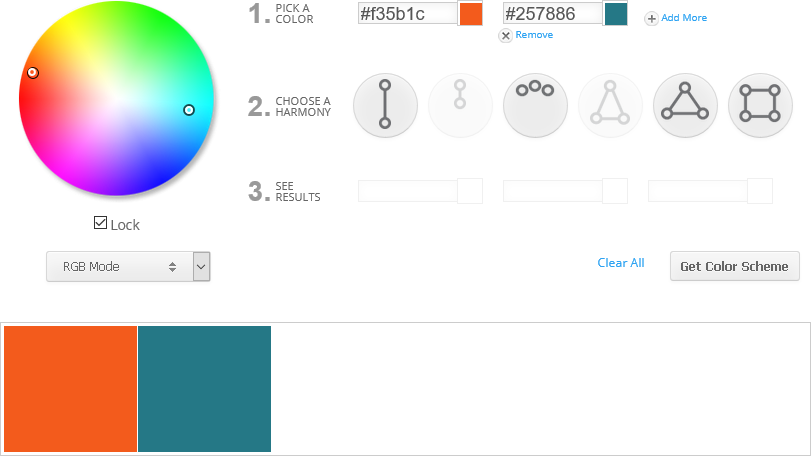 1. PICK A
COLOR
#f35b1c
#257886
Add More
Remove
2. CHOOSE A
HARMONY
3. SEE
RESULTS
Lock
RGB Mode
Clear All
Get Color Scheme